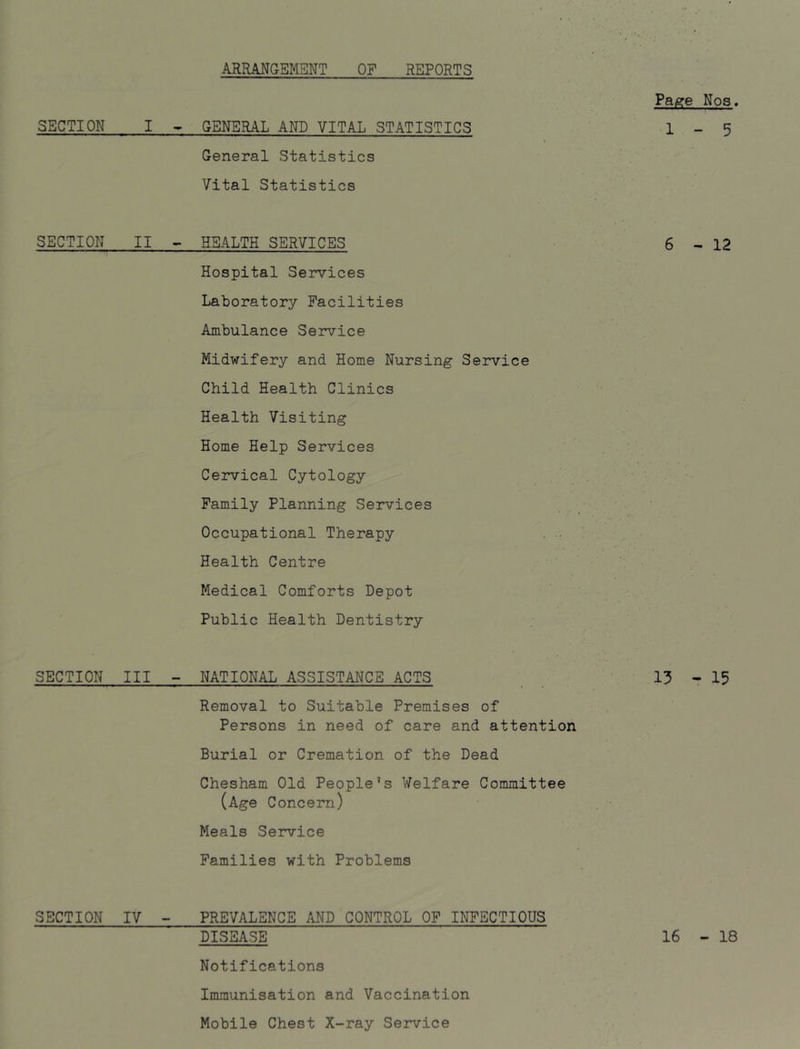 ARRANGEMENT OF REPORTS
Page Nos.
SECTION I - GENERAL AND VITAL STATISTICS 1 - 5
General Statistics
Vital Statistics
SECTION II - HEALTH SERVICES 6 - 12
Hospital Services
Laboratory Facilities
Ambulance Service
Midwifery and Home Nursing Service
Child Health Clinics
Health Visiting
Home Help Services
Cervical Cytology
Family Planning Services
Occupational Therapy
Health Centre
Medical Comforts Depot
Public Health Dentistry
SECTION III - NATIONAL ASSISTANCE ACTS 13 - 15
Removal to Suitable Premises of
Persons in need of care and attention
Burial or Cremation of the Dead
Chesham Old People's Welfare Committee
(Age Concern)
Meals Service
Families with Problems
SECTION IV - PREVALENCE AND CONTROL OF INFECTIOUS
DISEASE 16 - 18
Notifications
Immunisation and Vaccination
Mobile Chest X-ray Service